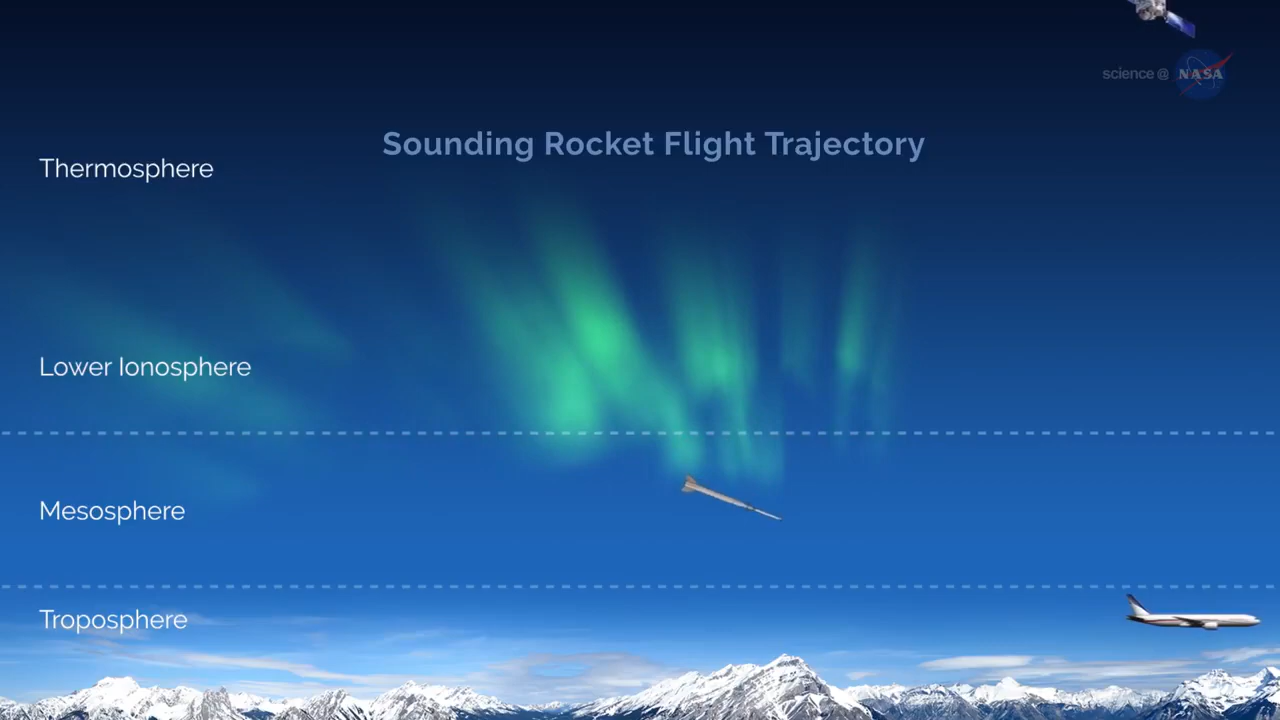 science @ NASA
Sounding Rocket Flight Trajectory
Thermosphere
Lower Ionosphere
Mesosphere
Troposphere